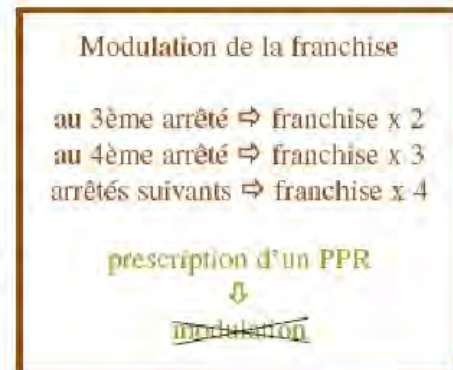 Modulation de la franchise
au 3ème arrêté ⇨ franchise x 2
au 4ème arrêté ⇨ franchise x 3
arrêtés suivants ⇨ franchise x 4
prescription d'un PPR
⇩
modulation